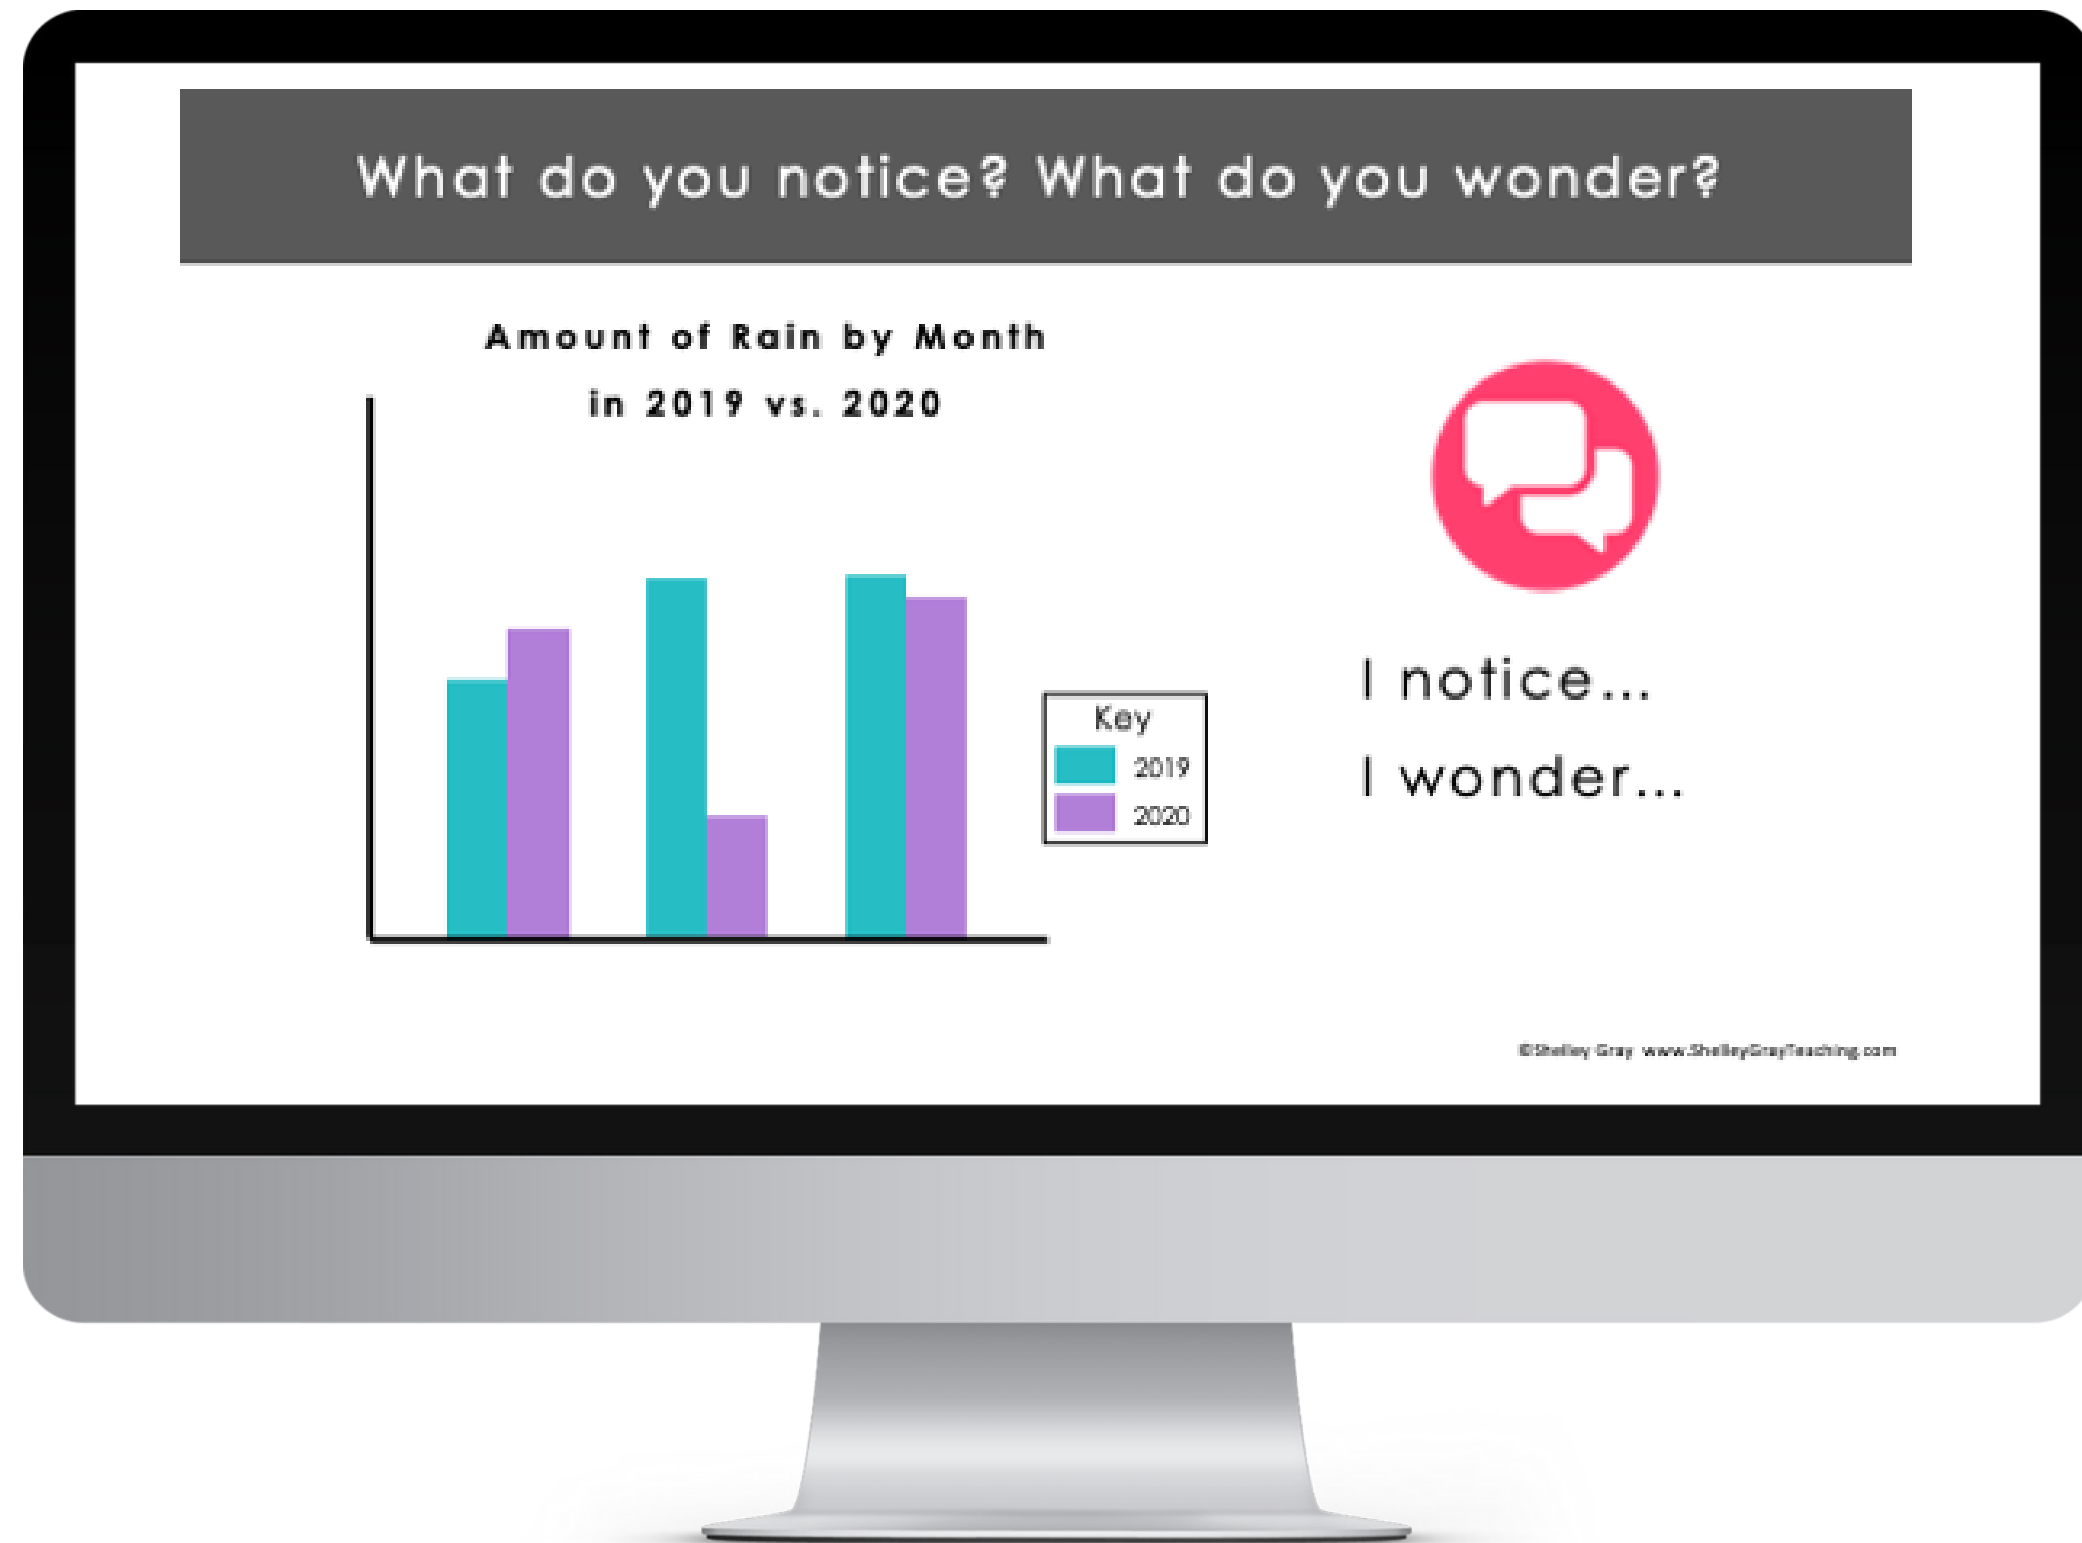 What do you notice? What do you wonder?
Amount of Rain by Month
in 2019 vs. 2020
Key
2019
2020
I notice...
I wonder...
©Shelley Gray www.ShelleyGrayTeaching.com